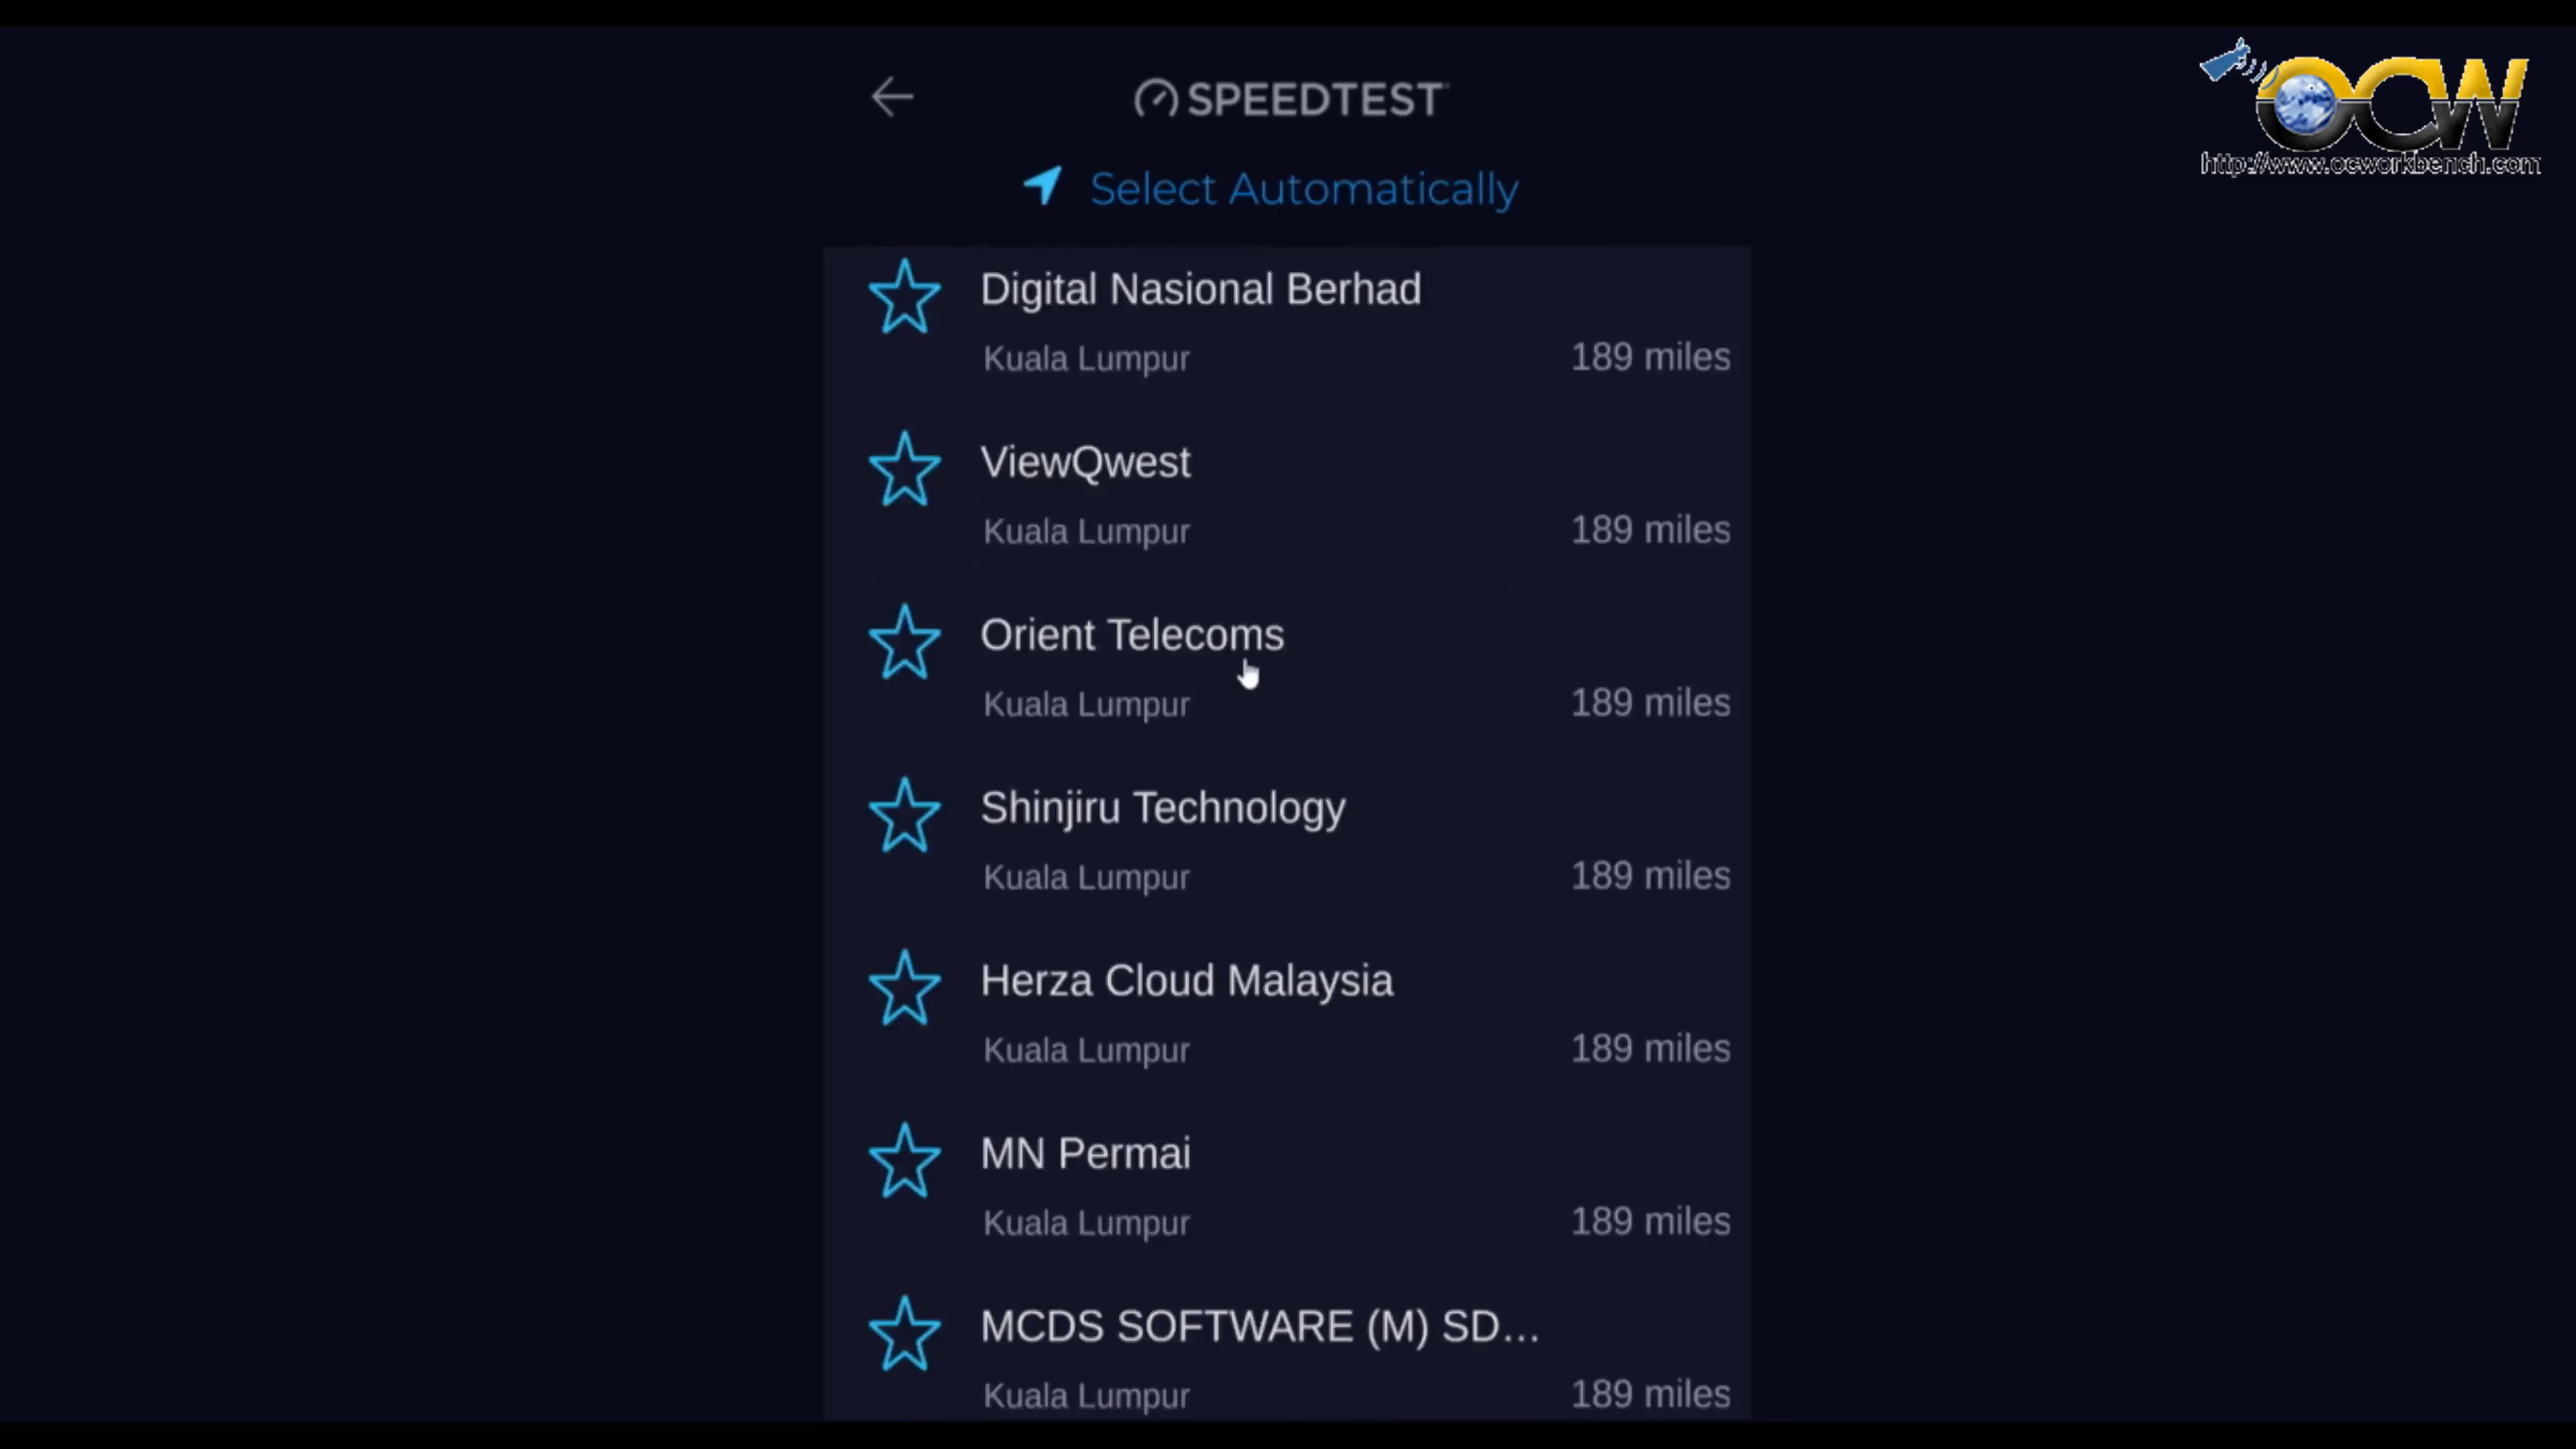 SPEEDTEST
OCW
http://www.ocworkbench.com
Select Automatically
Digital Nasional Berhad
Kuala Lumpur 189 miles
ViewQwest
Kuala Lumpur 189 miles
Orient Telecoms
Kuala Lumpur 189 miles
Shinjiru Technology
Kuala Lumpur 189 miles
Herza Cloud Malaysia
Kuala Lumpur 189 miles
MN Permai
Kuala Lumpur 189 miles
MCDS SOFTWARE (M) SD...
Kuala Lumpur 189 miles